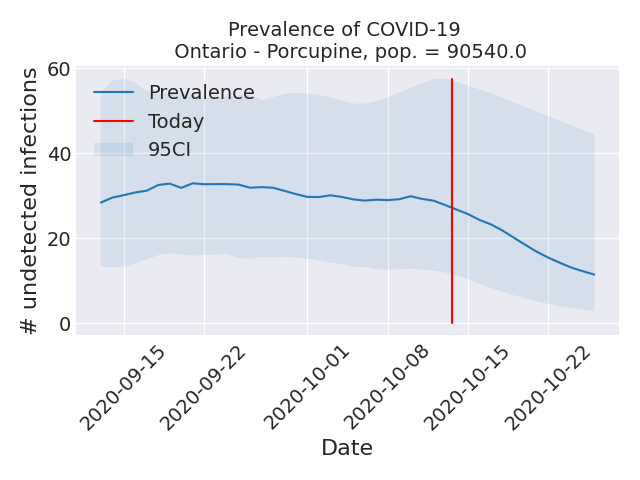 Prevalence of COVID-19
Ontario - Porcupine, pop. = 90540.0
# undetected infections
60
40
20
0
Prevalence
Today
95CI
2020-09-15
2020-09-22
2020-10-01
2020-10-08
2020-10-15
2020-10-22
Date